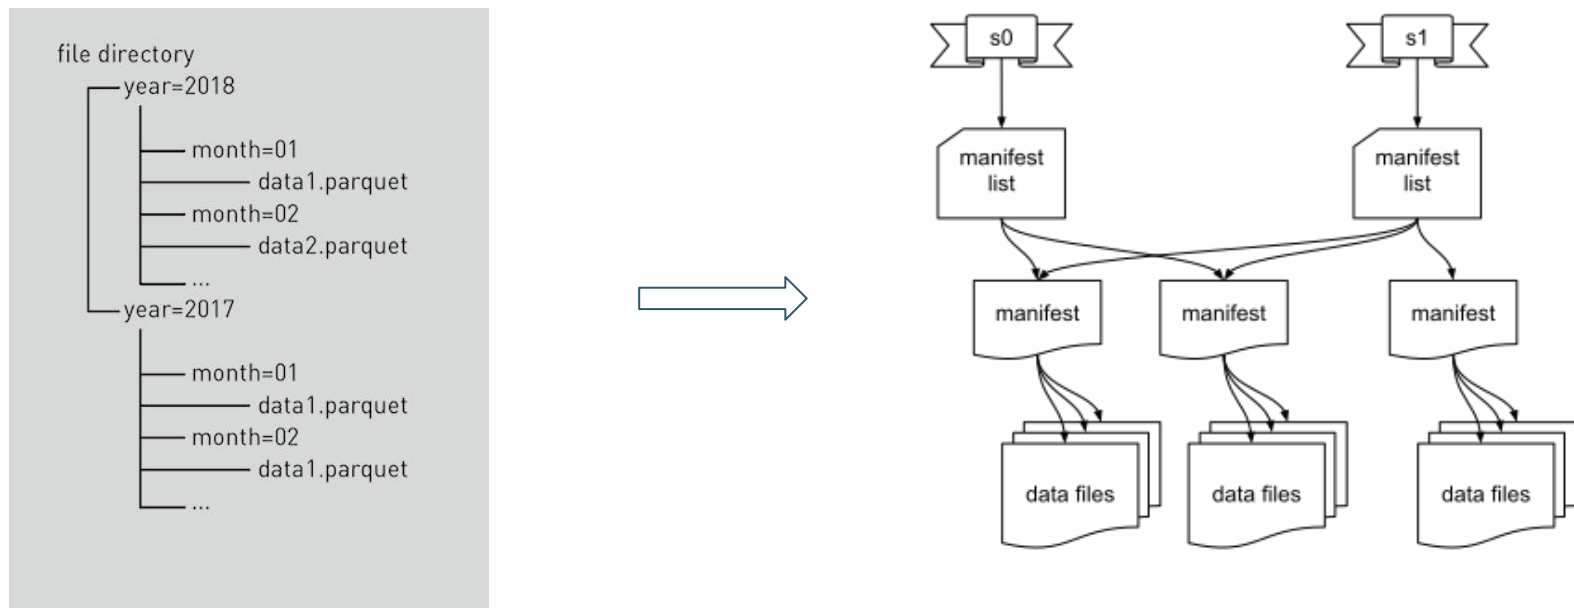 file directory
year=2018
month=01
data1.parquet
month=02
data2.parquet
...
year=2017
month=01
data1.parquet
month=02
data1.parquet
...
s0
s1
manifest
list
manifest
list
manifest
manifest
manifest
data files
data files
data files